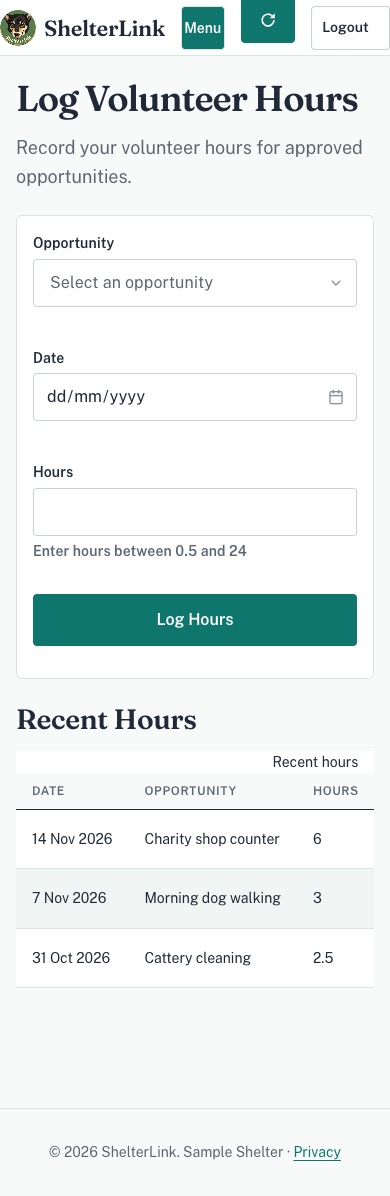 ShelterLink
Menu
Logout
Log Volunteer Hours
Record your volunteer hours for approved
opportunities.
Opportunity
Select an opportunity
Date
dd/mm/yyyy
Hours
Enter hours between 0.5 and 24
Log Hours
Recent Hours
Recent hours
DATE OPPORTUNITY HOURS
14 Nov 2026 Charity shop counter 6
7 Nov 2026 Morning dog walking 3
31 Oct 2026 Cattery cleaning 2.5
© 2026 ShelterLink. Sample Shelter · Privacy